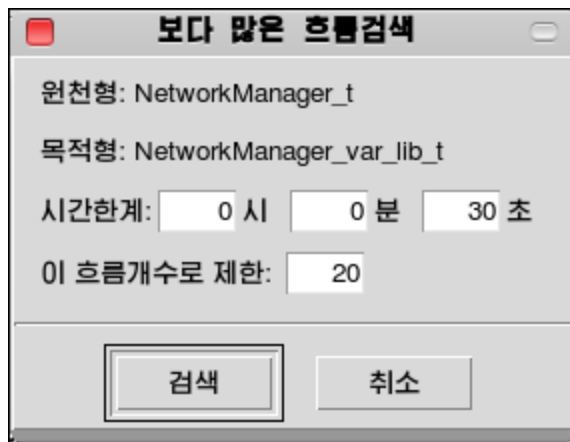 보다 많은 흐름검색
원천형: NetworkManager_t
목적형: NetworkManager_var_lib_t
시간한계: 0 시 0 분 30 초
이 흐름개수로 제한: 20
검색 취소